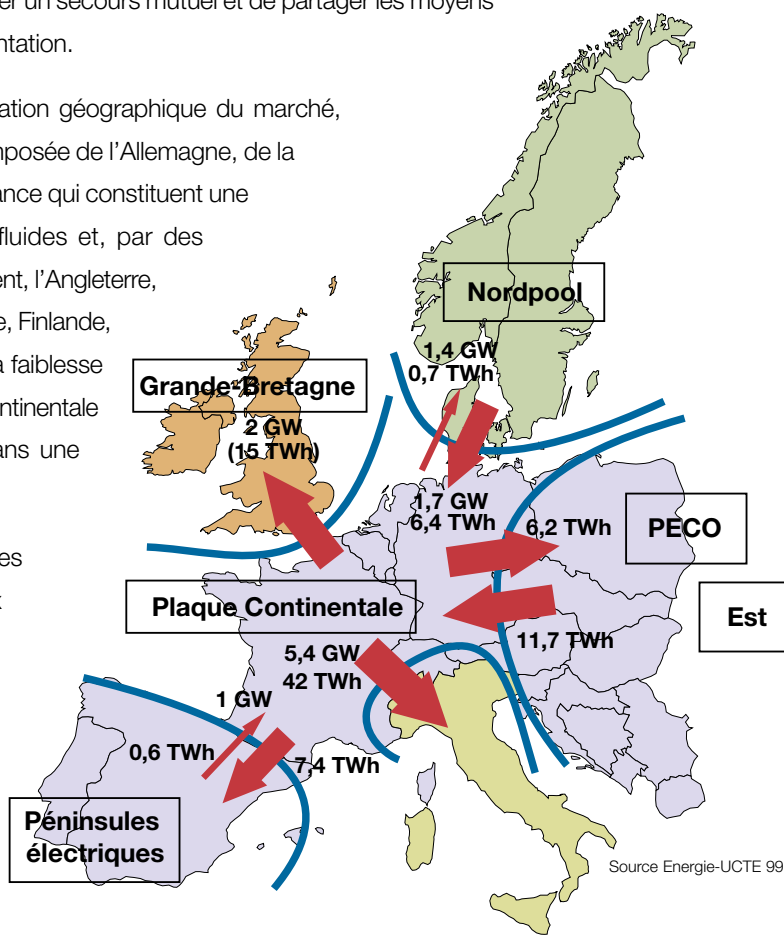 er un secours mutuel et de partager les moyens
ntation.
ation géographique du marché,
mposée de l’Allemagne, de la
ance qui constituent une
fluides et, par des
ent, l’Angleterre,
e, Finlande,
a faiblesse
ntinentale
ans une
es
x
Nordpool
1,4 GW
0,7 TWh
Grande-Bretagne
2 GW
(15 TWh)
1,7 GW
6,4 TWh
6,2 TWh
PECO
Est
Plaque Continentale
11,7 TWh
5,4 GW
42 TWh
1 GW
0,6 TWh
7,4 TWh
Péninsules
électriques
Source Energie-UCTE 99